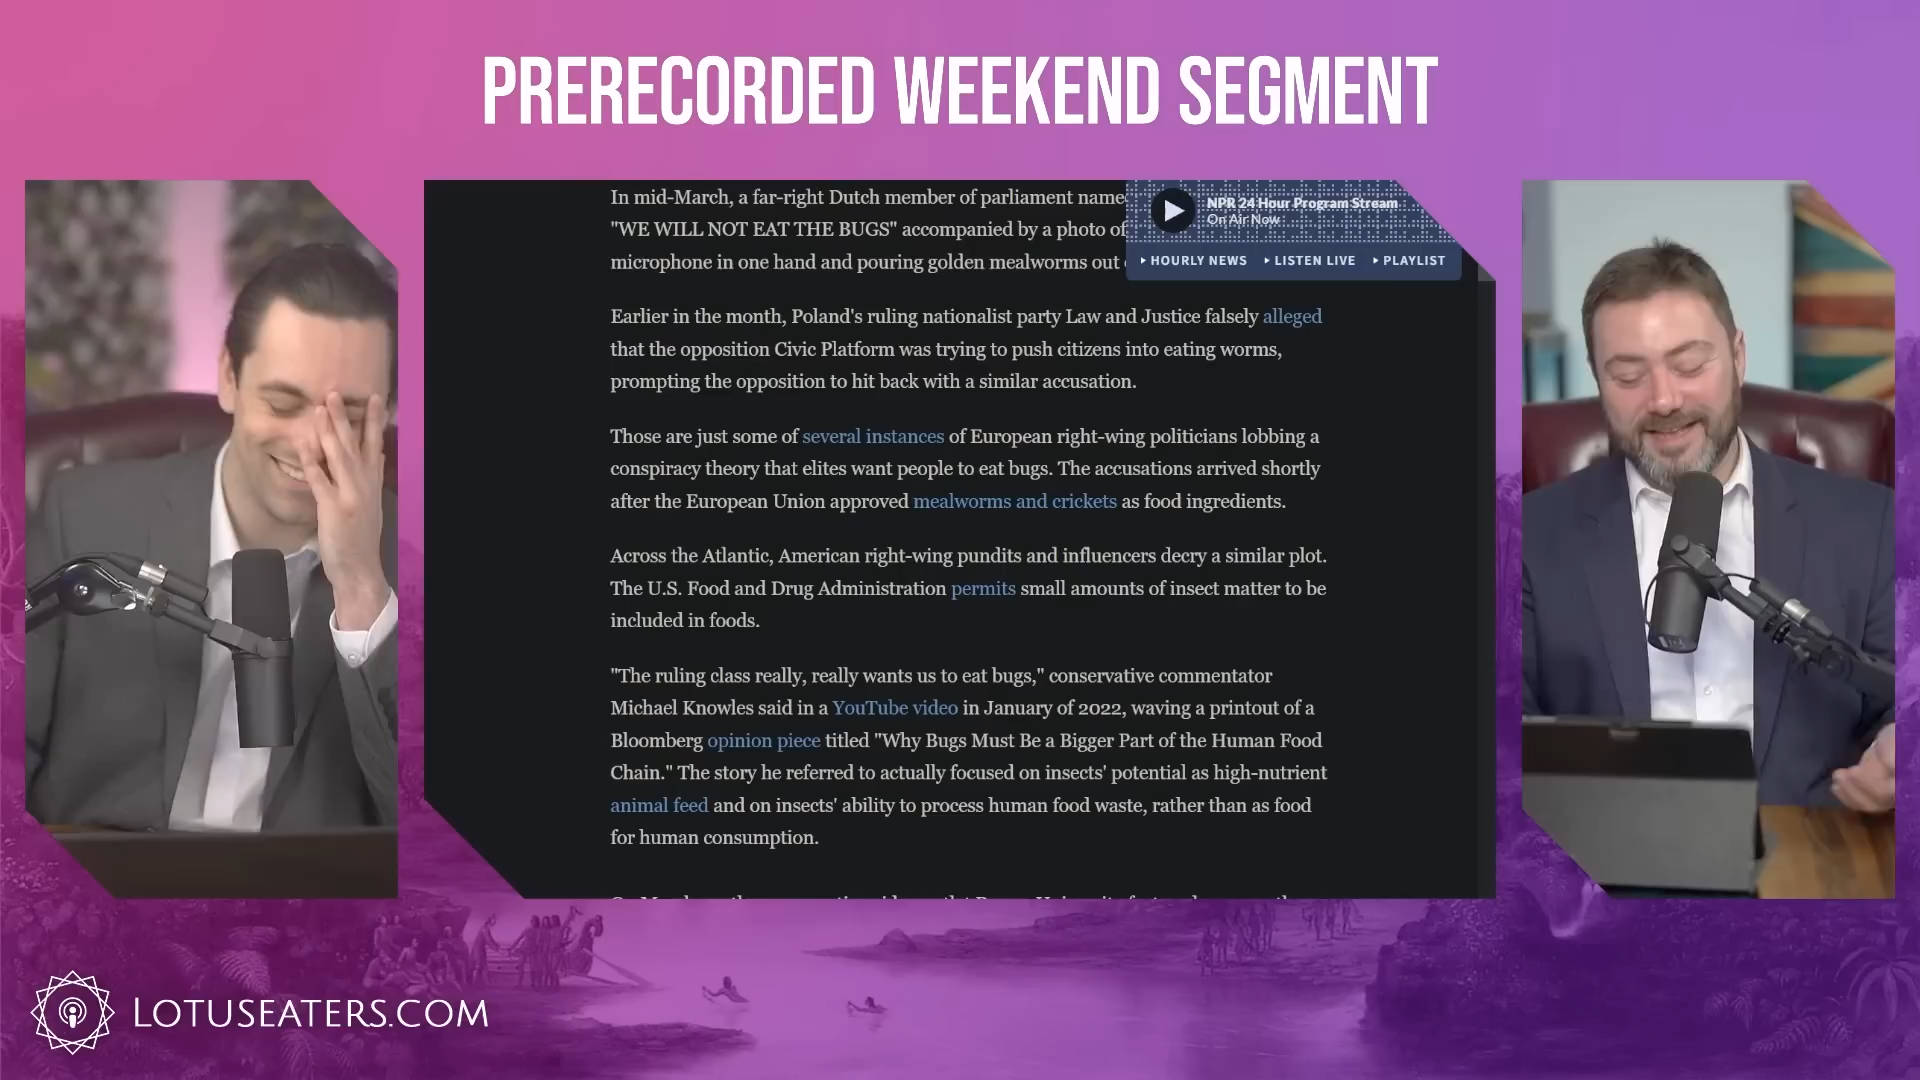 PRERECORDED WEEKEND SEGMENT
In mid-March, a far-right Dutch member of parliament name
"WE WILL NOT EAT THE BUGS" accompanied by a photo of
microphone in one hand and pouring golden mealworms out
NPR 24 Hour Program Stream
On Air Now
HOURLY NEWS LISTEN LIVE PLAYLIST
Earlier in the month, Poland's ruling nationalist party Law and Justice falsely alleged
that the opposition Civic Platform was trying to push citizens into eating worms,
prompting the opposition to hit back with a similar accusation.
Those are just some of several instances of European right-wing politicians lobbing a
conspiracy theory that elites want people to eat bugs. The accusations arrived shortly
after the European Union approved mealworms and crickets as food ingredients.
Across the Atlantic, American right-wing pundits and influencers decry a similar plot.
The U.S. Food and Drug Administration permits small amounts of insect matter to be
included in foods.
"The ruling class really, really wants us to eat bugs," conservative commentator
Michael Knowles said in a YouTube video in January of 2022, waving a printout of a
Bloomberg opinion piece titled "Why Bugs Must Be a Bigger Part of the Human Food
Chain." The story he referred to actually focused on insects' potential as high-nutrient
animal feed and on insects' ability to process human food waste, rather than as food
for human consumption.
LOTUSEATERS.COM